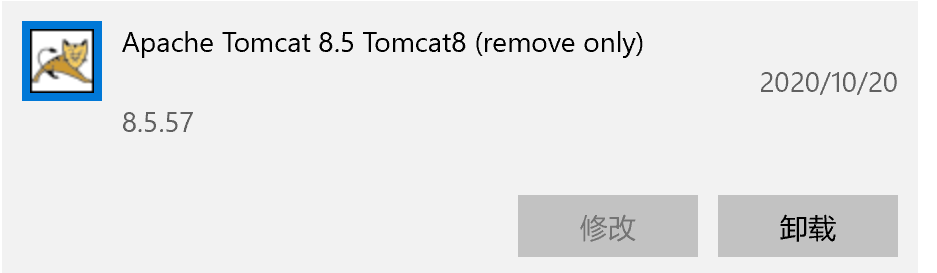 Apache Tomcat 8.5 Tomcat8 (remove only)
2020/10/20
8.5.57
修改 卸载